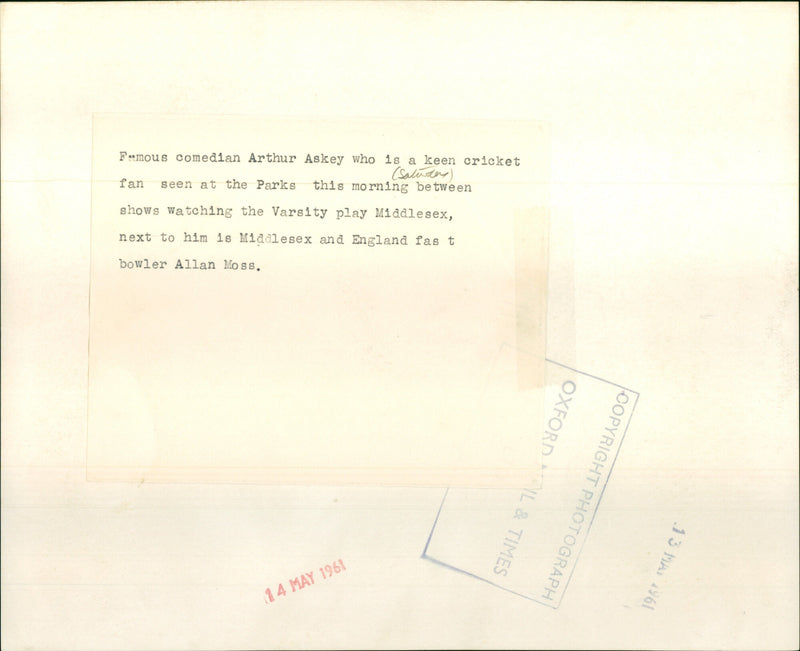 Famous comedian Arthur Askey who is a keen cricket
(Saturday)
fan seen at the Parks this morning between
shows watching the Varsity play Middlesex,
next to him is Middlesex and England fas t
bowler Allan Moss.
COPYRIGHT PHOTOGRAPH
OXFORD MAIL & TIMES
14 MAY 1961
13 MAY 1961